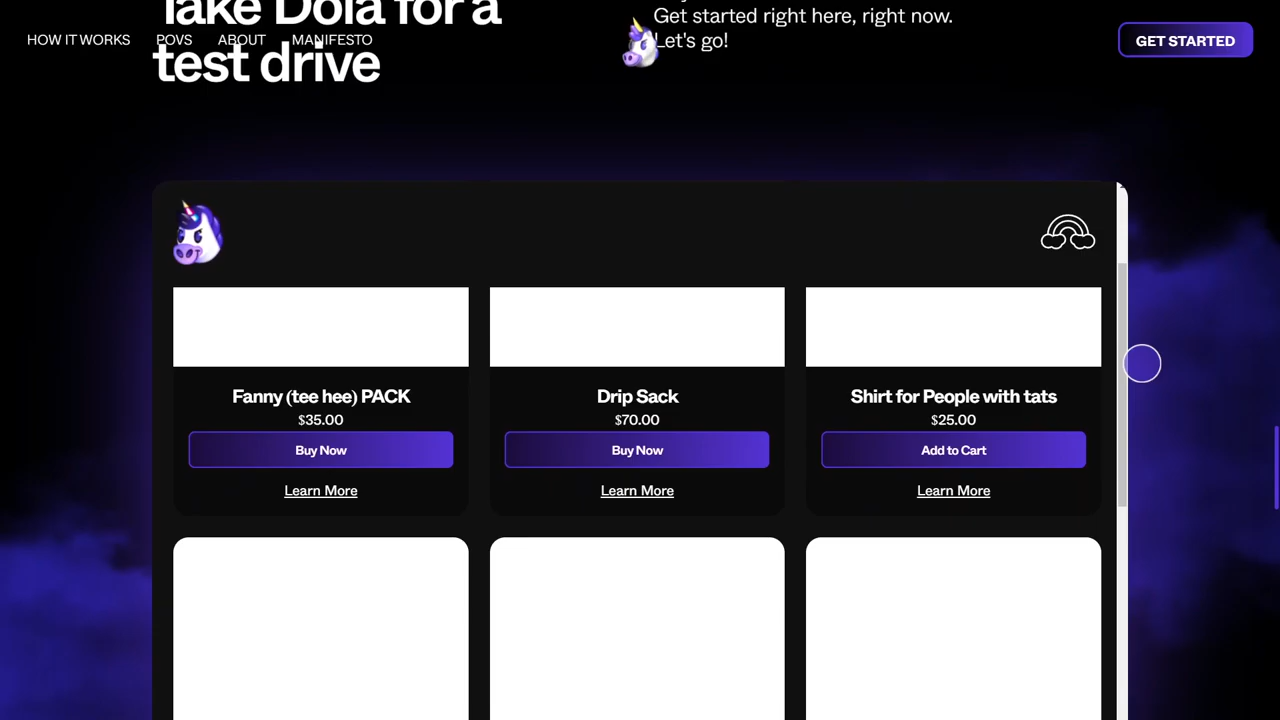 Take Dola for a
test drive
Get started right here, right now.
Let's go!
HOW IT WORKS
POVS
ABOUT
MANIFESTO
GET STARTED
Fanny (tee hee) PACK
$35.00
Buy Now
Learn More
Drip Sack
$70.00
Buy Now
Learn More
Shirt for People with tats
$25.00
Add to Cart
Learn More